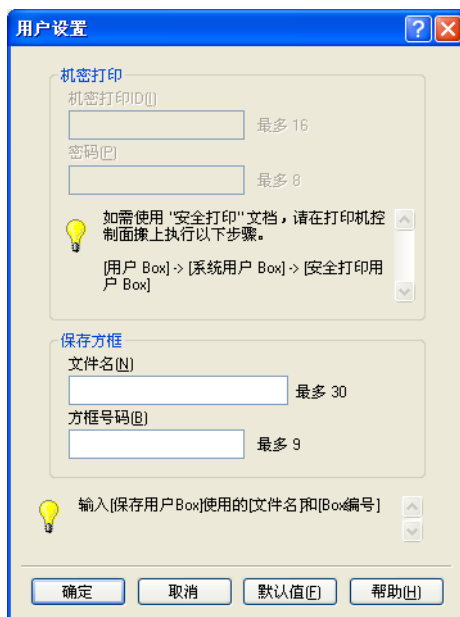 用户设置
机密打印
机密打印ID(I)
最多 16
密码(P)
最多 8
如需使用 "安全打印" 文档，请在打印机控
制面摸上执行以下步骤。
[用户 Box] -> [系统用户 Box] -> [安全打印用
户 Box]
保存方框
文件名(N)
最多 30
方框号码(B)
最多 9
输入[保存用户Box]使用的[文件名]和[Box编号]
确定
取消
默认值(F)
帮助(H)